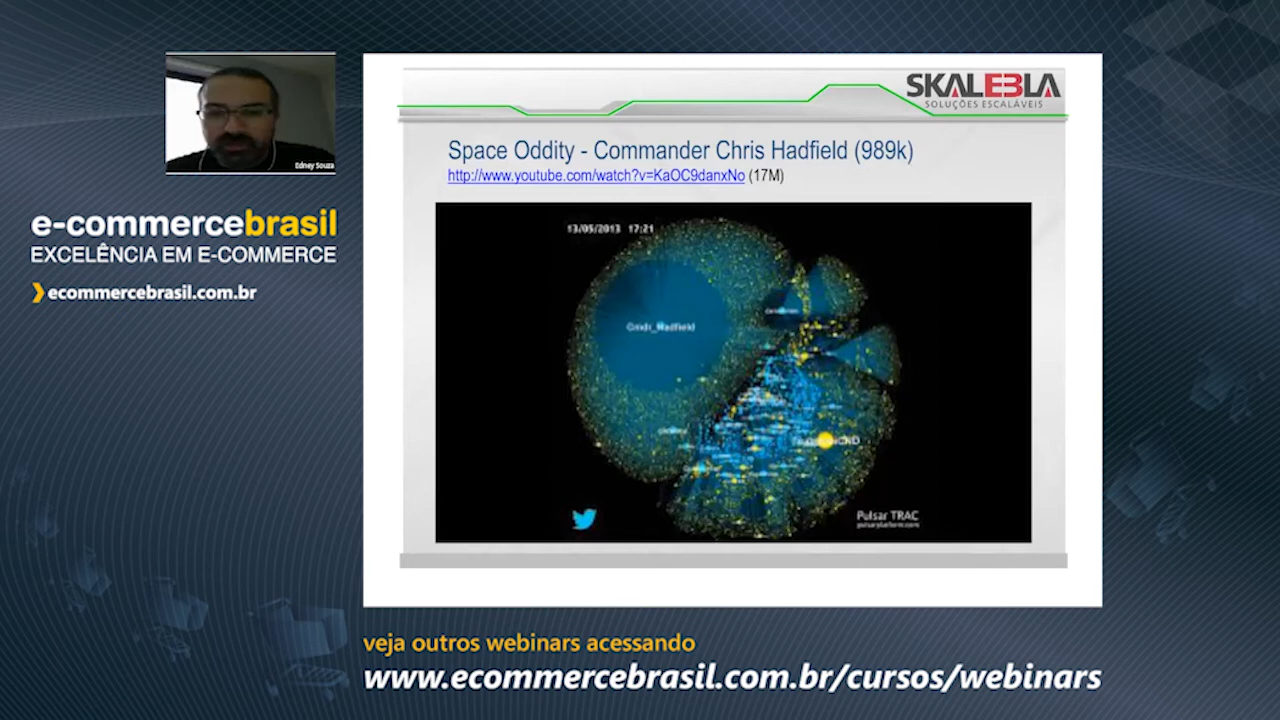 Edney Souza
e-commercebrasil
EXCELÊNCIA EM E-COMMERCE
ecommercebrasil.com.br
SKALEBLA
SOLUÇÕES ESCALÁVEIS
Space Oddity - Commander Chris Hadfield (989k)
http://www.youtube.com/watch?v=KaOC9danxNo (17M)
13/05/2013 17:21
Cmdr_Hadfield
Pulsar TRAC
pulsarplatform.com
veja outros webinars acessando
www.ecommercebrasil.com.br/cursos/webinars